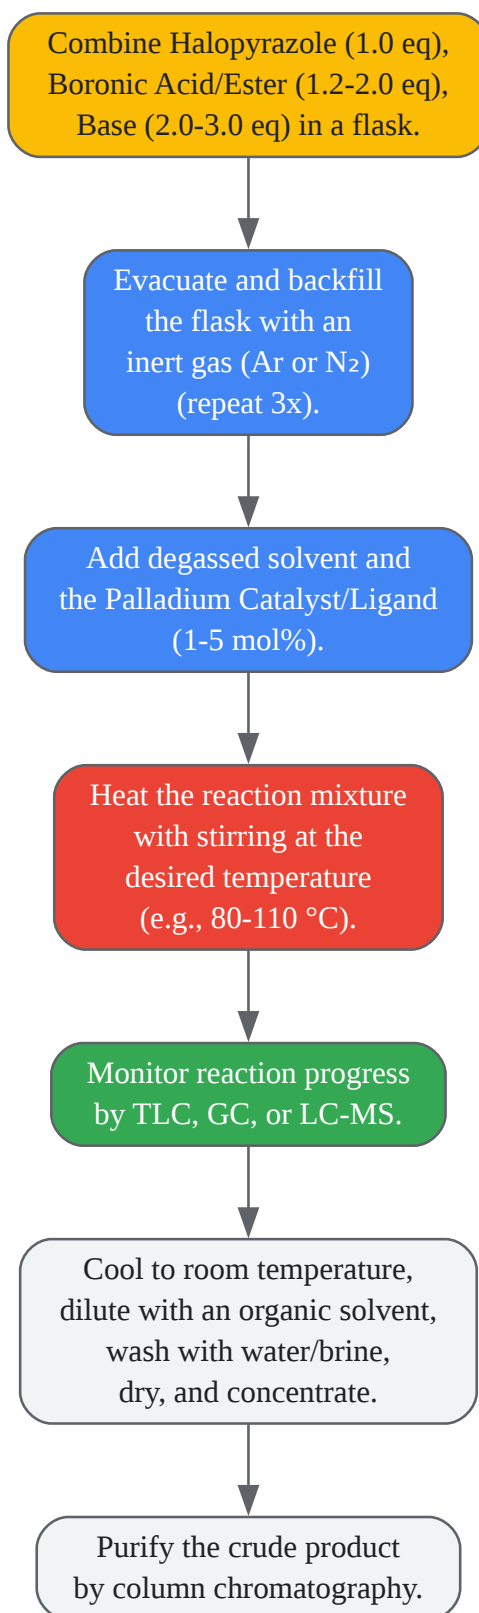 Combine Halopyrazole (1.0 eq),
Boronic Acid/Ester (1.2-2.0 eq),
Base (2.0-3.0 eq) in a flask.
Evacuate and backfill
the flask with an
inert gas (Ar or N₂)
(repeat 3x).
Add degassed solvent and
the Palladium Catalyst/Ligand
(1-5 mol%).
Heat the reaction mixture
with stirring at the
desired temperature
(e.g., 80-110 °C).
Monitor reaction progress
by TLC, GC, or LC-MS.
Cool to room temperature,
dilute with an organic solvent,
wash with water/brine,
dry, and concentrate.
Purify the crude product
by column chromatography.